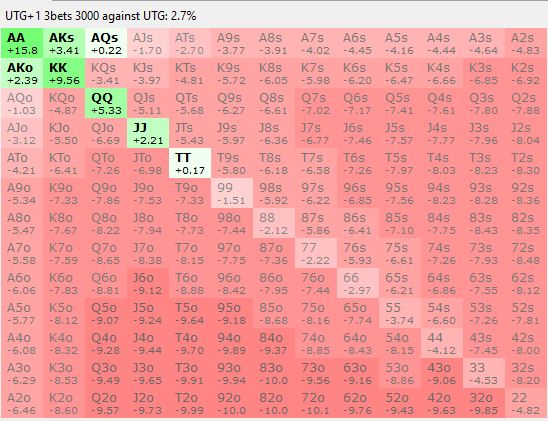 UTG+1 3bets 3000 against UTG: 2.7%
AA AKs AQs AJs ATs A9s A8s A7s A6s A5s A4s A3s A2s
+15.8 +3.41 +0.22 -1.70 -2.70 -3.77 -3.91 -4.02 -4.45 -4.16 -4.44 -4.64 -4.83
AKo KK KQs KJs KTs K9s K8s K7s K6s K5s K4s K3s K2s
+2.39 +9.56 -3.41 -3.97 -4.81 -5.72 -6.05 -5.98 -6.20 -6.47 -6.66 -6.85 -6.92
AQo KQo QQ QJs QTs Q9s Q8s Q7s Q6s Q5s Q4s Q3s Q2s
-1.03 -4.87 +5.33 -5.11 -5.68 -6.27 -6.61 -7.02 -7.17 -7.41 -7.61 -7.80 -7.88
AJo KJo QJo JJ JTs J9s J8s J7s J6s J5s J4s J3s J2s
-3.12 -5.50 -6.69 +2.21 -5.43 -5.97 -6.36 -6.77 -7.46 -7.57 -7.77 -7.96 -8.04
ATo KTo QTo JTo TT T9s T8s T7s T6s T5s T4s T3s T2s
-4.21 -6.41 -7.26 -6.98 +0.17 -5.80 -6.18 -6.58 -7.26 -7.97 -8.03 -8.23 -8.30
A9o K9o Q9o J9o T9o 99 98s 97s 96s 95s 94s 93s 92s
-5.34 -7.33 -7.86 -7.53 -7.33 -1.51 -5.92 -6.22 -6.85 -7.56 -8.23 -8.28 -8.36
A8o K8o Q8o J8o T8o 98o 88 87s 86s 85s 84s 83s 82s
-5.47 -7.67 -8.22 -7.94 -7.73 -7.44 -2.12 -5.86 -6.41 -7.10 -7.75 -8.43 -8.35
A7o K7o Q7o J7o T7o 97o 87o 77 76s 75s 74s 73s 72s
-5.58 -7.59 -8.65 -8.38 -8.15 -7.75 -7.36 -2.22 -5.93 -6.61 -7.26 -7.93 -8.48
A6o K6o Q6o J6o T6o 96o 86o 76o 66 65s 64s 63s 62s
-6.06 -7.83 -8.81 -9.12 -8.88 -8.42 -7.95 -7.44 -2.97 -6.21 -6.86 -7.55 -8.12
A5o K5o Q5o J5o T5o 95o 85o 75o 65o 55 54s 53s 52s
-5.77 -8.12 -9.07 -9.24 -9.64 -9.18 -8.68 -8.16 -7.74 -3.74 -6.60 -7.26 -7.81
A4o K4o Q4o J4o T4o 94o 84o 74o 64o 54o 44 43s 42s
-6.08 -8.32 -9.28 -9.44 -9.70 -9.89 -9.37 -8.85 -8.43 -8.15 -4.12 -7.45 -8.00
A3o K3o Q3o J3o T3o 93o 83o 73o 63o 53o 43o 33 32s
-6.29 -8.53 -9.49 -9.65 -9.91 -9.94 -10.0 -9.56 -9.16 -8.86 -9.06 -4.53 -8.20
A2o K2o Q2o J2o T2o 92o 82o 72o 62o 52o 42o 32o 22
-6.46 -8.60 -9.57 -9.73 -9.99 -10.0 -10.0 -10.1 -9.76 -9.43 -9.63 -9.85 -4.82